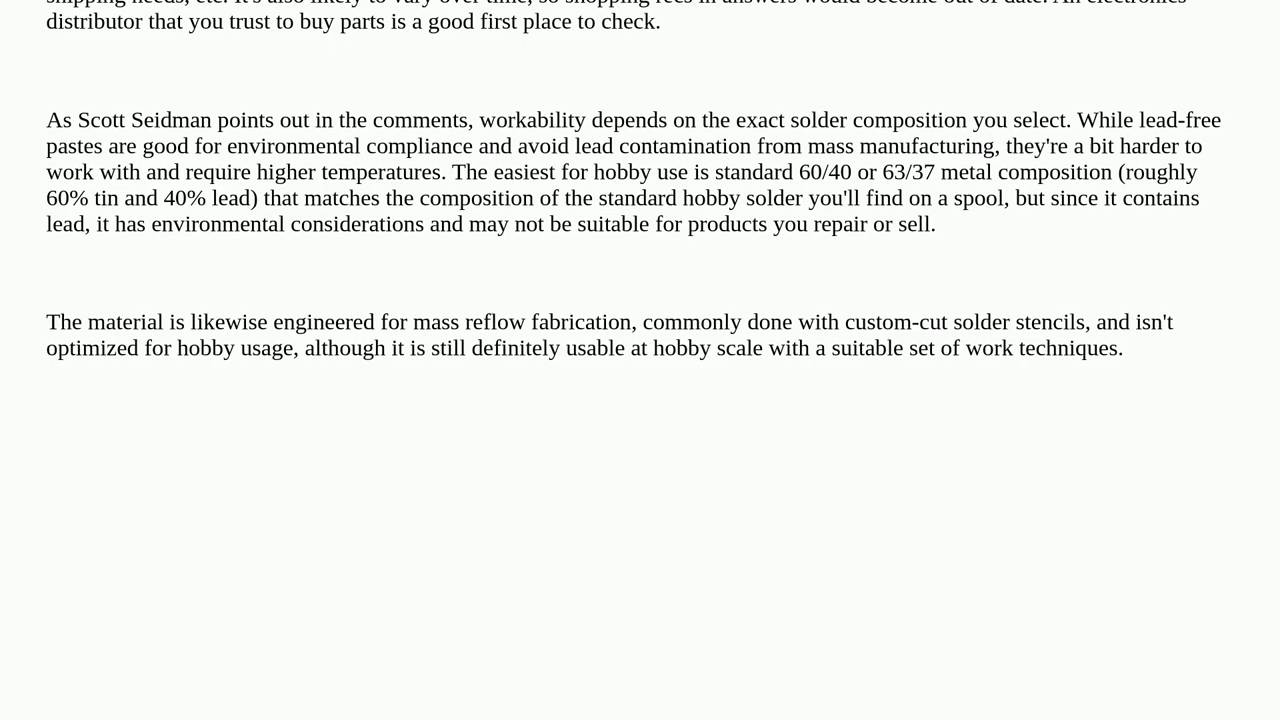 distributor that you trust to buy parts is a good first place to check.
As Scott Seidman points out in the comments, workability depends on the exact solder composition you select. While lead-free
pastes are good for environmental compliance and avoid lead contamination from mass manufacturing, they're a bit harder to
work with and require higher temperatures. The easiest for hobby use is standard 60/40 or 63/37 metal composition (roughly
60% tin and 40% lead) that matches the composition of the standard hobby solder you'll find on a spool, but since it contains
lead, it has environmental considerations and may not be suitable for products you repair or sell.
The material is likewise engineered for mass reflow fabrication, commonly done with custom-cut solder stencils, and isn't
optimized for hobby usage, although it is still definitely usable at hobby scale with a suitable set of work techniques.